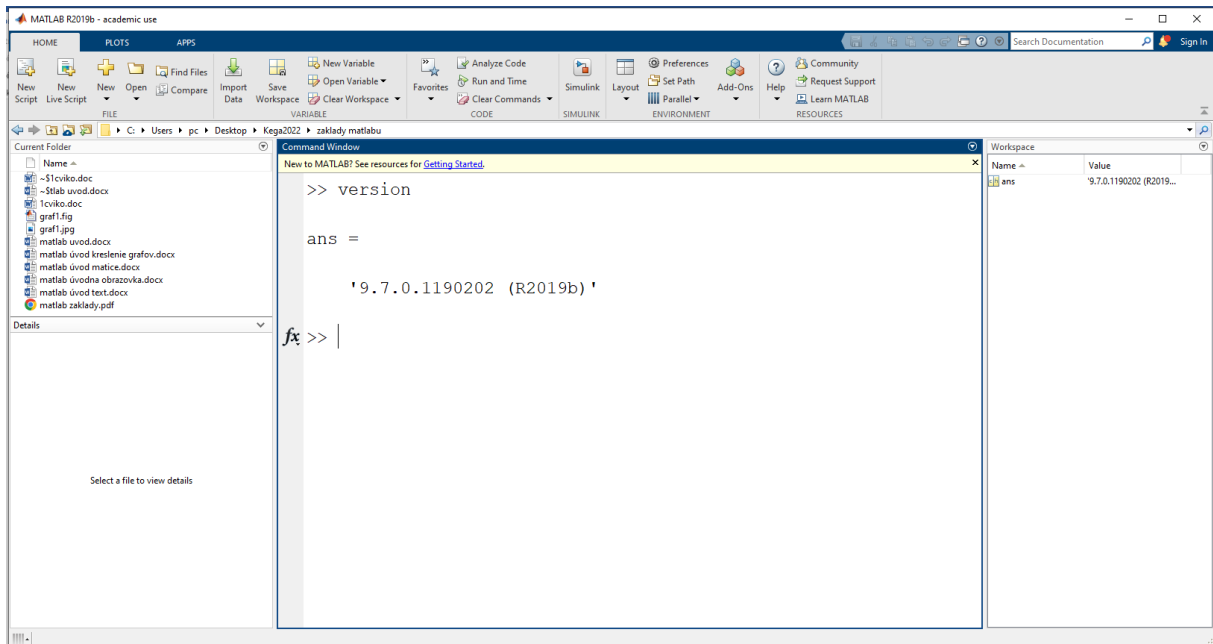 MATLAB R2019b - academic use
HOME PLOTS APPS
Search Documentation
Sign In
New Script
New Live Script
New
Open
Find Files
Compare
Import Data
Save Workspace
New Variable
Open Variable
Clear Workspace
Favorites
Analyze Code
Run and Time
Clear Commands
Simulink
Layout
Preferences
Set Path
Parallel
Add-Ons
Help
Community
Request Support
Learn MATLAB
FILE VARIABLE CODE SIMULINK ENVIRONMENT RESOURCES
C: Users pc Desktop Kega2022 zaklady matlabu
Current Folder
Name
~$1cviko.doc
~$tlab uvod.docx
1cviko.doc
graf1.fig
graf1.jpg
matlab uvod.docx
matlab úvod kreslenie grafov.docx
matlab úvod matice.docx
matlab úvodna obrazovka.docx
matlab úvod text.docx
matlab zaklady.pdf
Details
Select a file to view details
Command Window
New to MATLAB? See resources for Getting Started.
>> version
ans =
'9.7.0.1190202 (R2019b)'
fx >>
Workspace
Name Value
ans '9.7.0.1190202 (R2019...